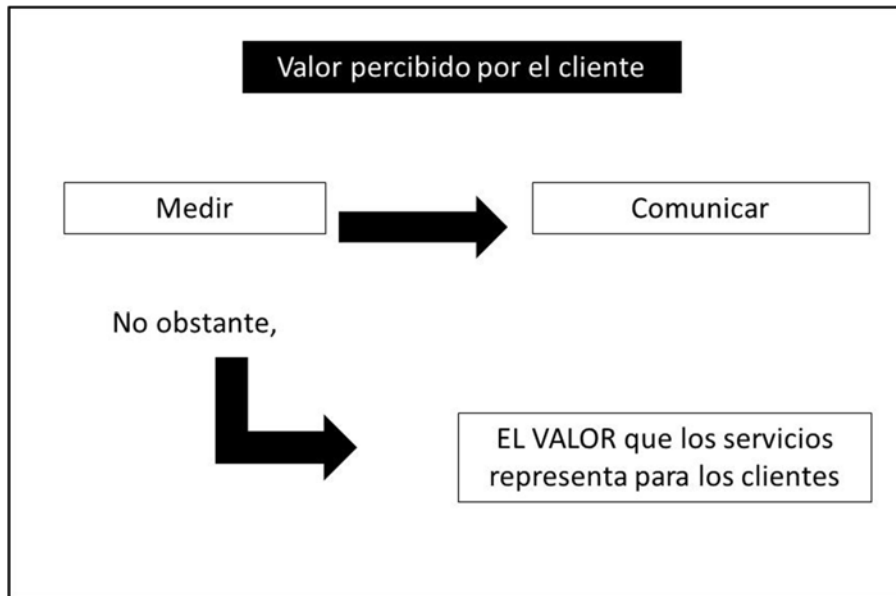 Valor percibido por el cliente
Medir
Comunicar
No obstante,
EL VALOR que los servicios
representa para los clientes